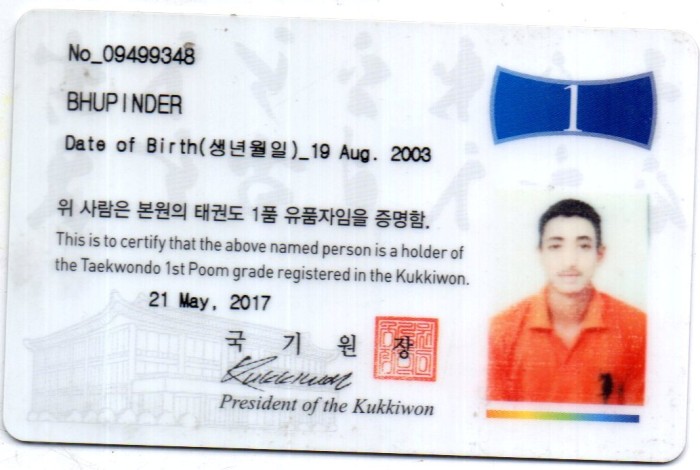 No_09499348
BHUPINDER
1
Date of Birth(생년월일)_19 Aug. 2003
위 사람은 본원의 태권도 1품 유품자임을 증명함.
This is to certify that the above named person is a holder of
the Taekwondo 1st Poom grade registered in the Kukkiwon.
21 May, 2017
국 기 원 장
Kukkiwon
President of the Kukkiwon